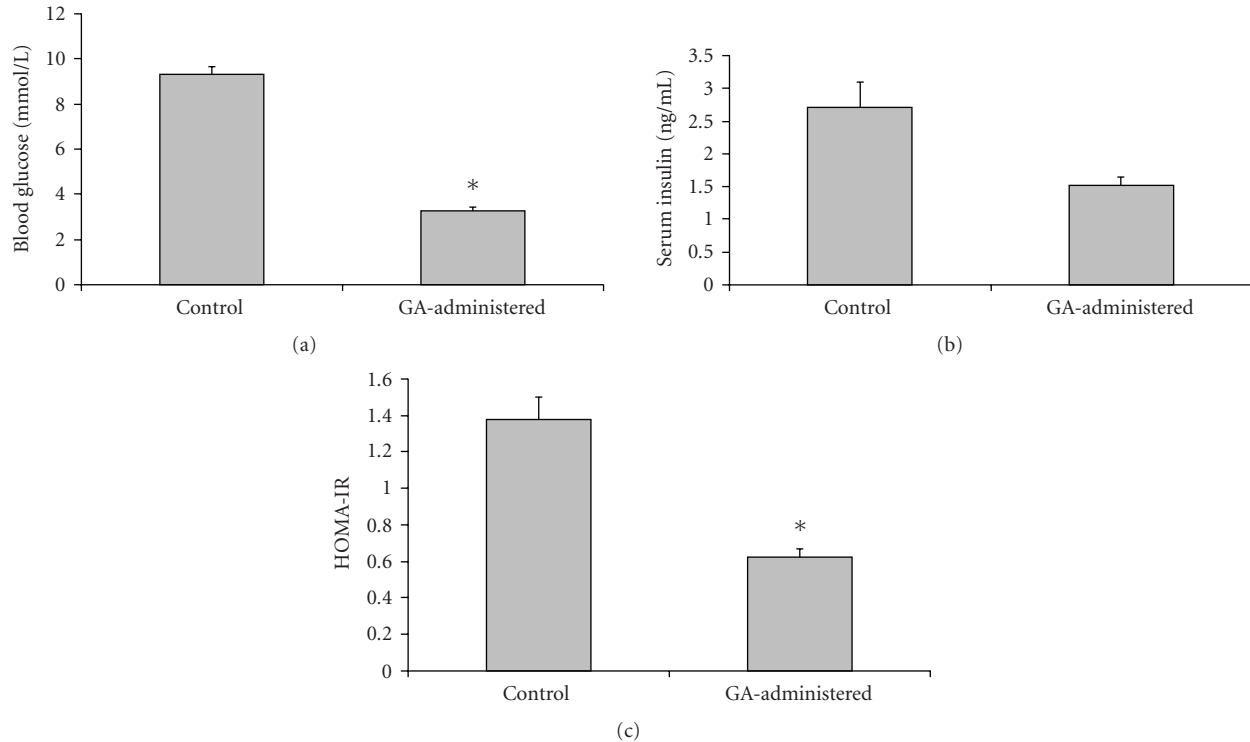 Blood glucose (mmol/L)
12
10
8
6
4
2
0
*
Control
GA-administered
(a)
Serum insulin (ng/mL)
3.5
3
2.5
2
1.5
1
0.5
0
Control
GA-administered
(b)
HOMA-IR
1.6
1.4
1.2
1
0.8
0.6
0.4
0.2
0
*
Control
GA-administered
(c)